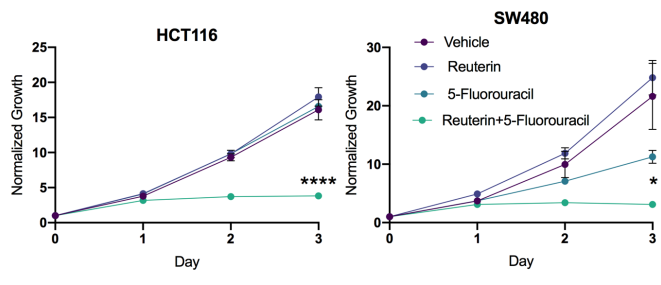 HCT116
Normalized Growth
25
20
15
10
5
0
0 1 2 3
Day
****
SW480
Normalized Growth
30
20
10
0
0 1 2 3
Day
Vehicle
Reuterin
5-Fluorouracil
Reuterin+5-Fluorouracil
*